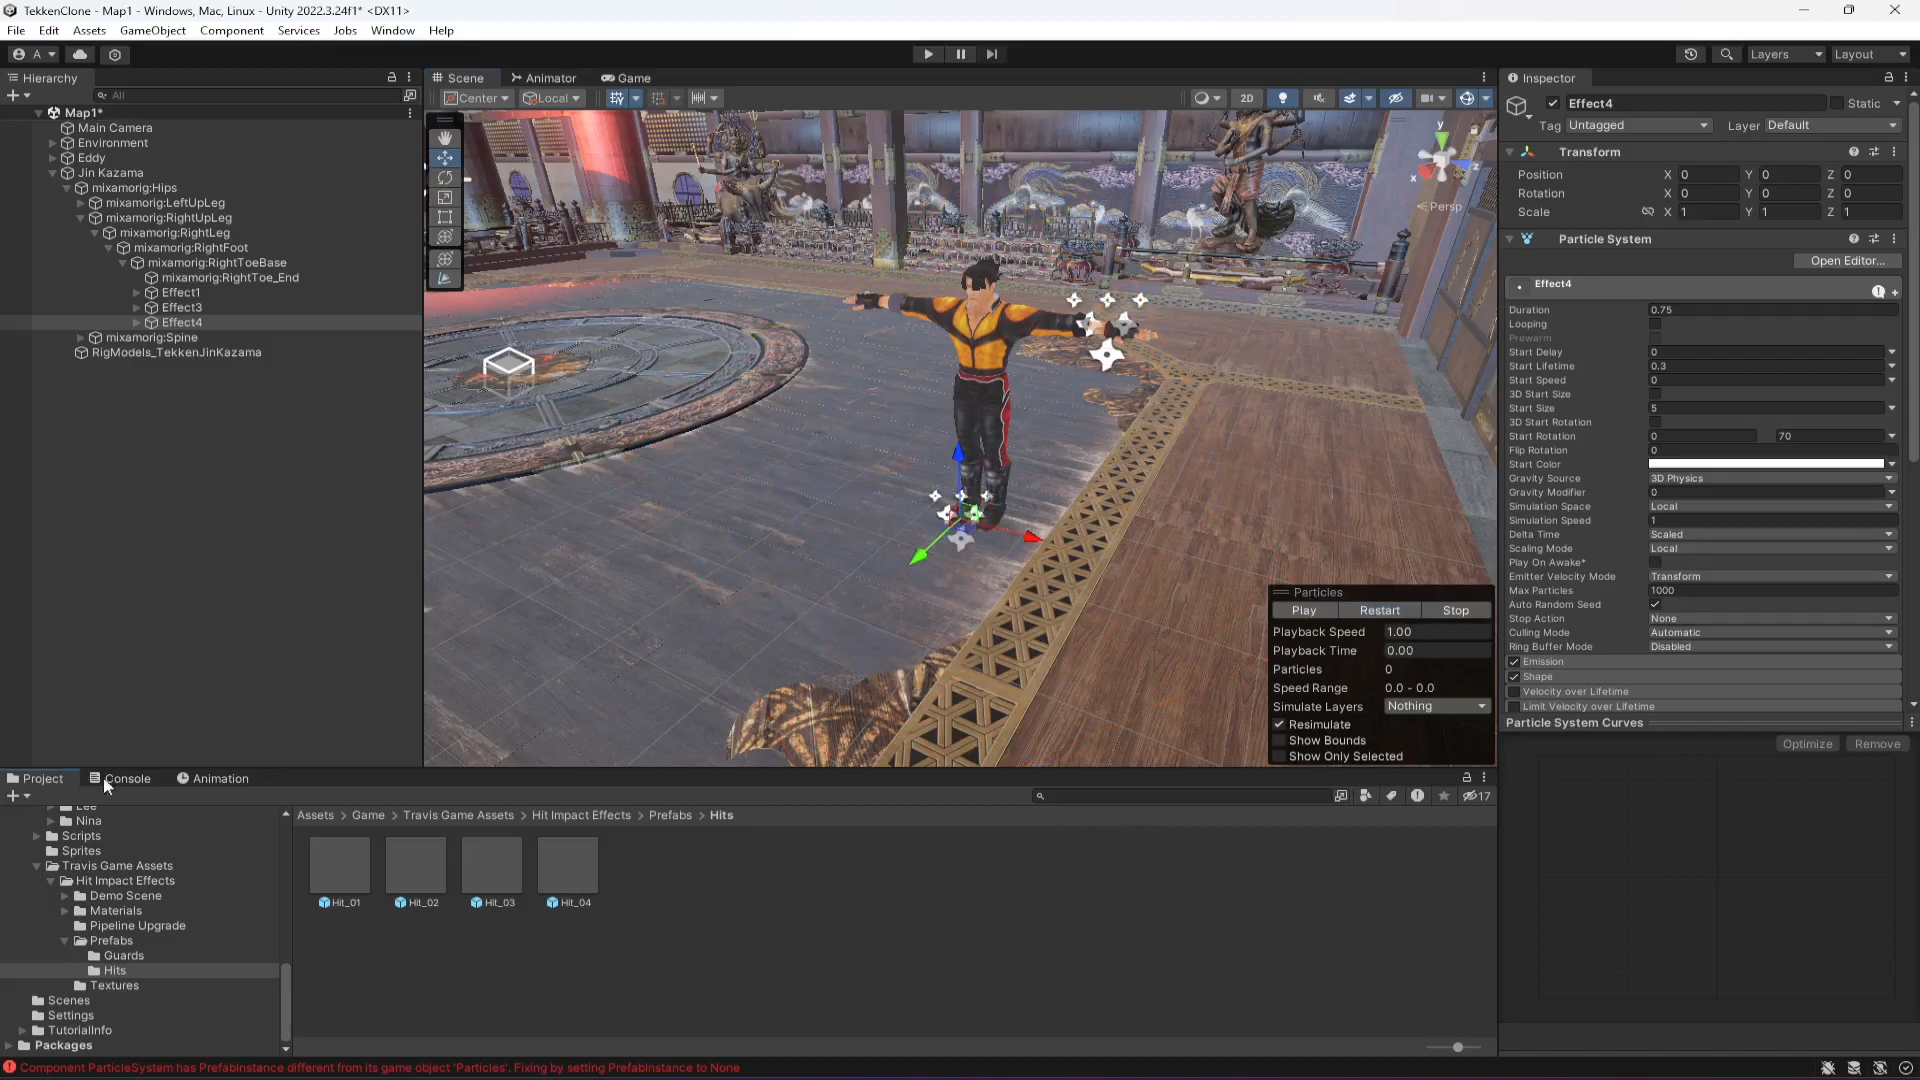 TekkenClone - Map1 - Windows, Mac, Linux - Unity 2022.3.24f1* <DX11>
File Edit Assets GameObject Component Services Jobs Window Help
A Layers Layout
Hierarchy
All
Map1*
Main Camera
Environment
Eddy
Jin Kazama
mixamorig:Hips
mixamorig:LeftUpLeg
mixamorig:RightUpLeg
mixamorig:RightLeg
mixamorig:RightFoot
mixamorig:RightToeBase
mixamorig:RightToe_End
Effect1
Effect3
Effect4
mixamorig:Spine
RigModels_TekkenJinKazama
Scene Animator Game
Center Local 2D
y
z
x
Persp
Particles
Play Restart Stop
Playback Speed 1.00
Playback Time 0.00
Particles 0
Speed Range 0.0 - 0.0
Simulate Layers Nothing
Resimulate
Show Bounds
Show Only Selected
Inspector
Effect4 Static
Tag Untagged Layer Default
Transform
Position X 0 Y 0 Z 0
Rotation X 0 Y 0 Z 0
Scale X 1 Y 1 Z 1
Particle System
Open Editor...
Effect4
Duration 0.75
Looping
Prewarm
Start Delay 0
Start Lifetime 0.3
Start Speed 0
3D Start Size
Start Size 5
3D Start Rotation
Start Rotation 0 70
Flip Rotation 0
Start Color
Gravity Source 3D Physics
Gravity Modifier 0
Simulation Space Local
Simulation Speed 1
Delta Time Scaled
Scaling Mode Local
Play On Awake*
Emitter Velocity Mode Transform
Max Particles 1000
Auto Random Seed
Stop Action None
Culling Mode Automatic
Ring Buffer Mode Disabled
Emission
Shape
Velocity over Lifetime
Limit Velocity over Lifetime
Particle System Curves
Optimize Remove
Project Console Animation
17
Lee
Nina
Scripts
Sprites
Travis Game Assets
Hit Impact Effects
Demo Scene
Materials
Pipeline Upgrade
Prefabs
Guards
Hits
Textures
Scenes
Settings
TutorialInfo
Packages
Assets > Game > Travis Game Assets > Hit Impact Effects > Prefabs > Hits
Hit_01 Hit_02 Hit_03 Hit_04
Component ParticleSystem has PrefabInstance different from its game object 'Particles'. Fixing by setting PrefabInstance to None